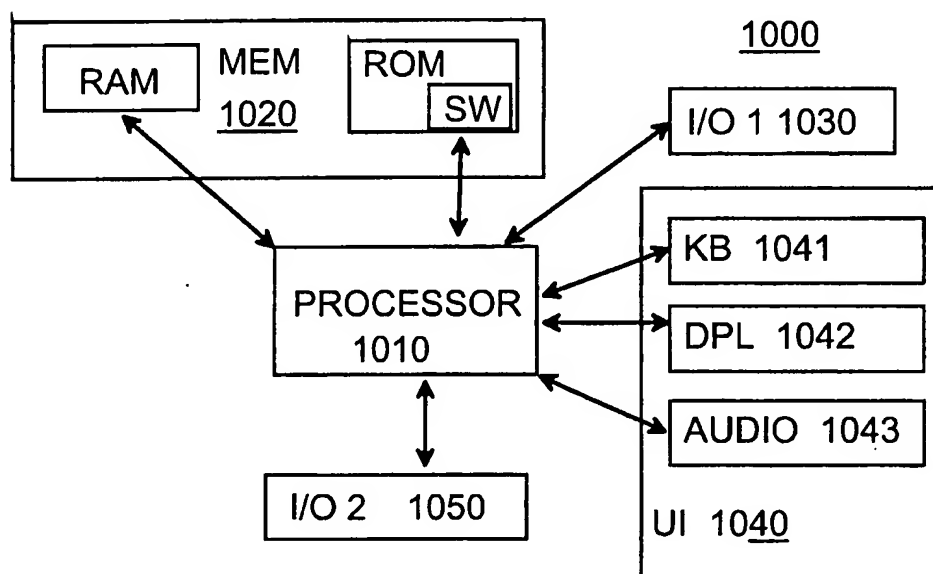 1000
RAM
MEM
1020
ROM
SW
I/O 1 1030
KB 1041
PROCESSOR
1010
DPL 1042
AUDIO 1043
I/O 2 1050
UI 1040